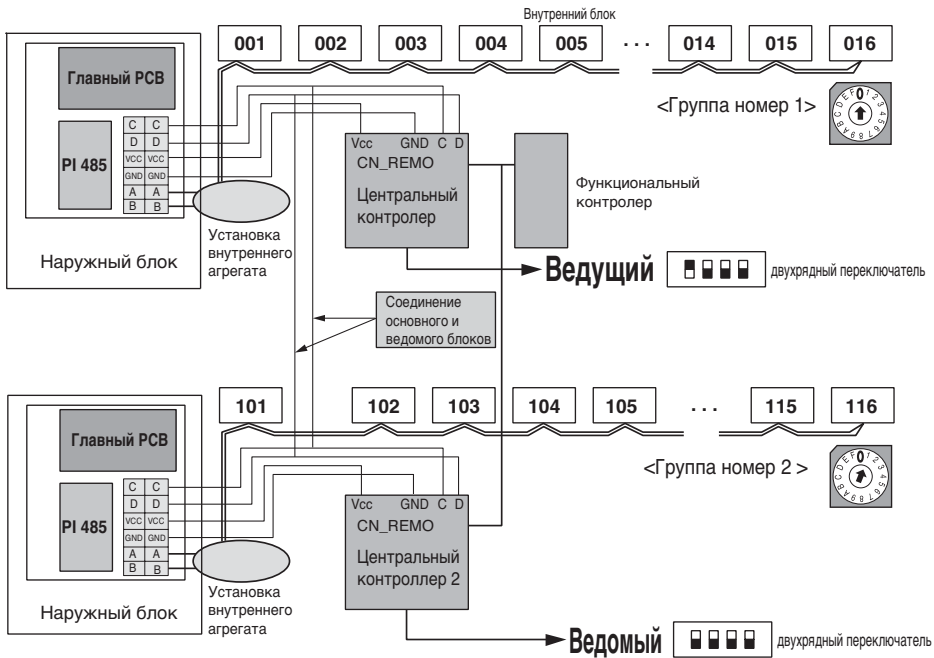 Внутренний блок
001 002 003 004 005 ... 014 015 016
Главный PCB
<Группа номер 1>
PI 485
C C
D D
VCC VCC
GND GND
A A
B B
Vcc GND C D
CN_REMO
Центральный
контролер
Функциональный
контролер
Установка
внутреннего
агрегата
Наружный блок
Ведущий
двухрядный переключатель
Соединение
основного и
ведомого блоков
101 102 103 104 105 ... 115 116
Главный PCB
<Группа номер 2 >
PI 485
C C
D D
VCC VCC
GND GND
A A
B B
Vcc GND C D
CN_REMO
Центральный
контроллер 2
Установка
внутреннего
агрегата
Наружный блок
Ведомый
двухрядный переключатель